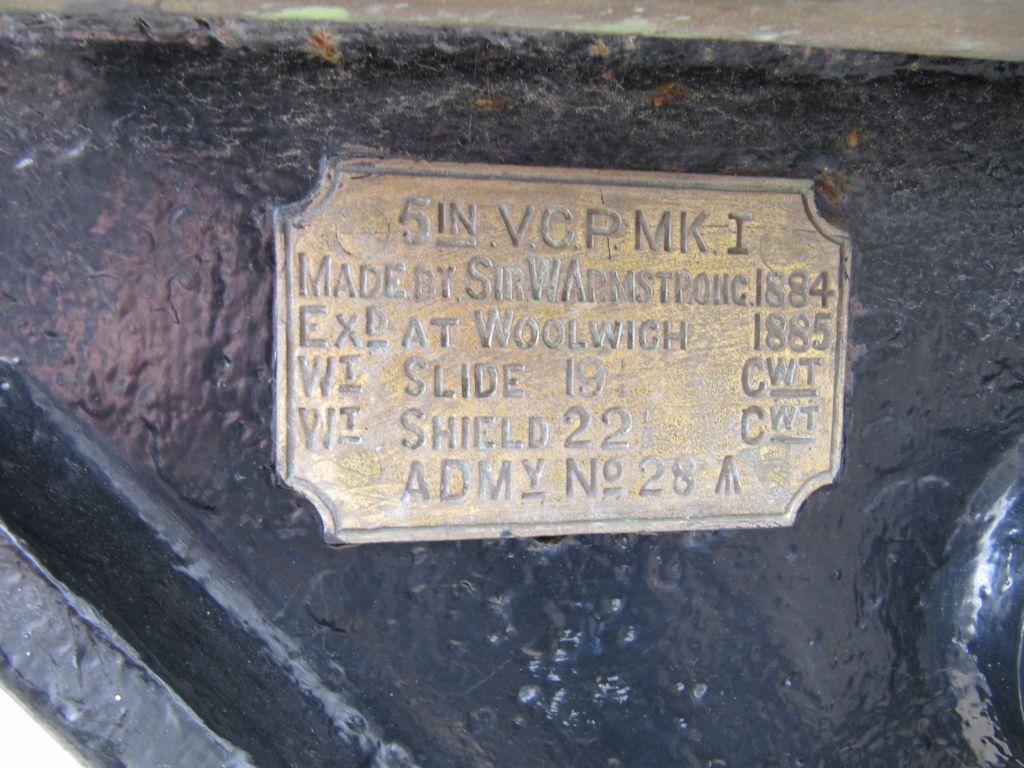 5IN. V.C.P. MK. I
MADE BY. SIR W ARMSTRONG. 1884
EXD AT WOOLWICH 1885
WT SLIDE 19 CWT
WT SHIELD 22 CWT
ADMY No 28